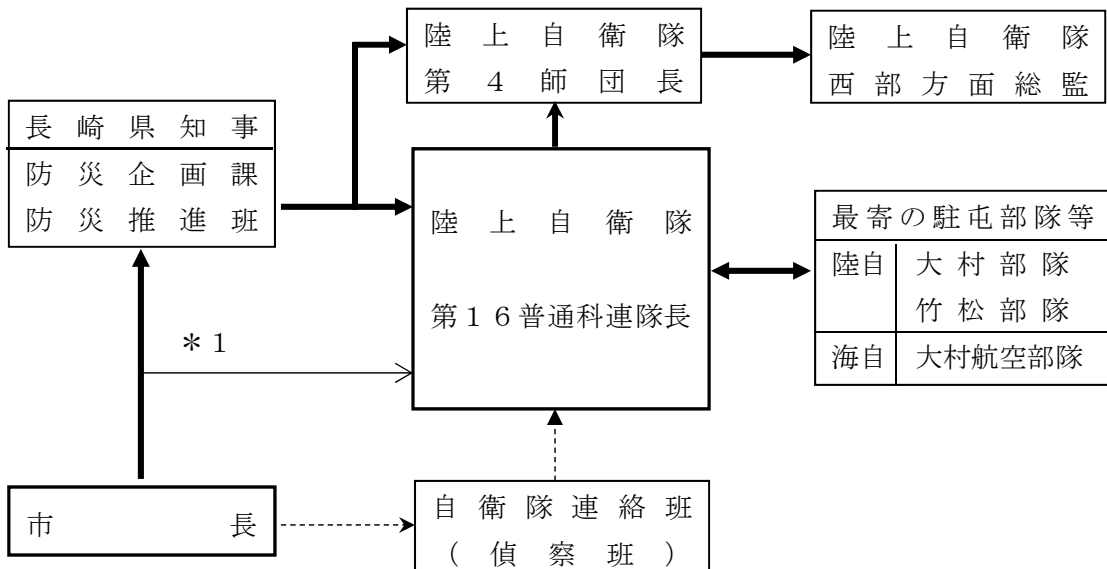 陸上自衛隊
第4師団長
陸上自衛隊
西部方面総監
長崎県知事
防災企画課
防災推進班
陸上自衛隊
第16普通科連隊長
最寄の駐屯部隊等
陸自 大村部隊
竹松部隊
海自 大村航空部隊
*1
市長
自衛隊連絡班
(偵察班)